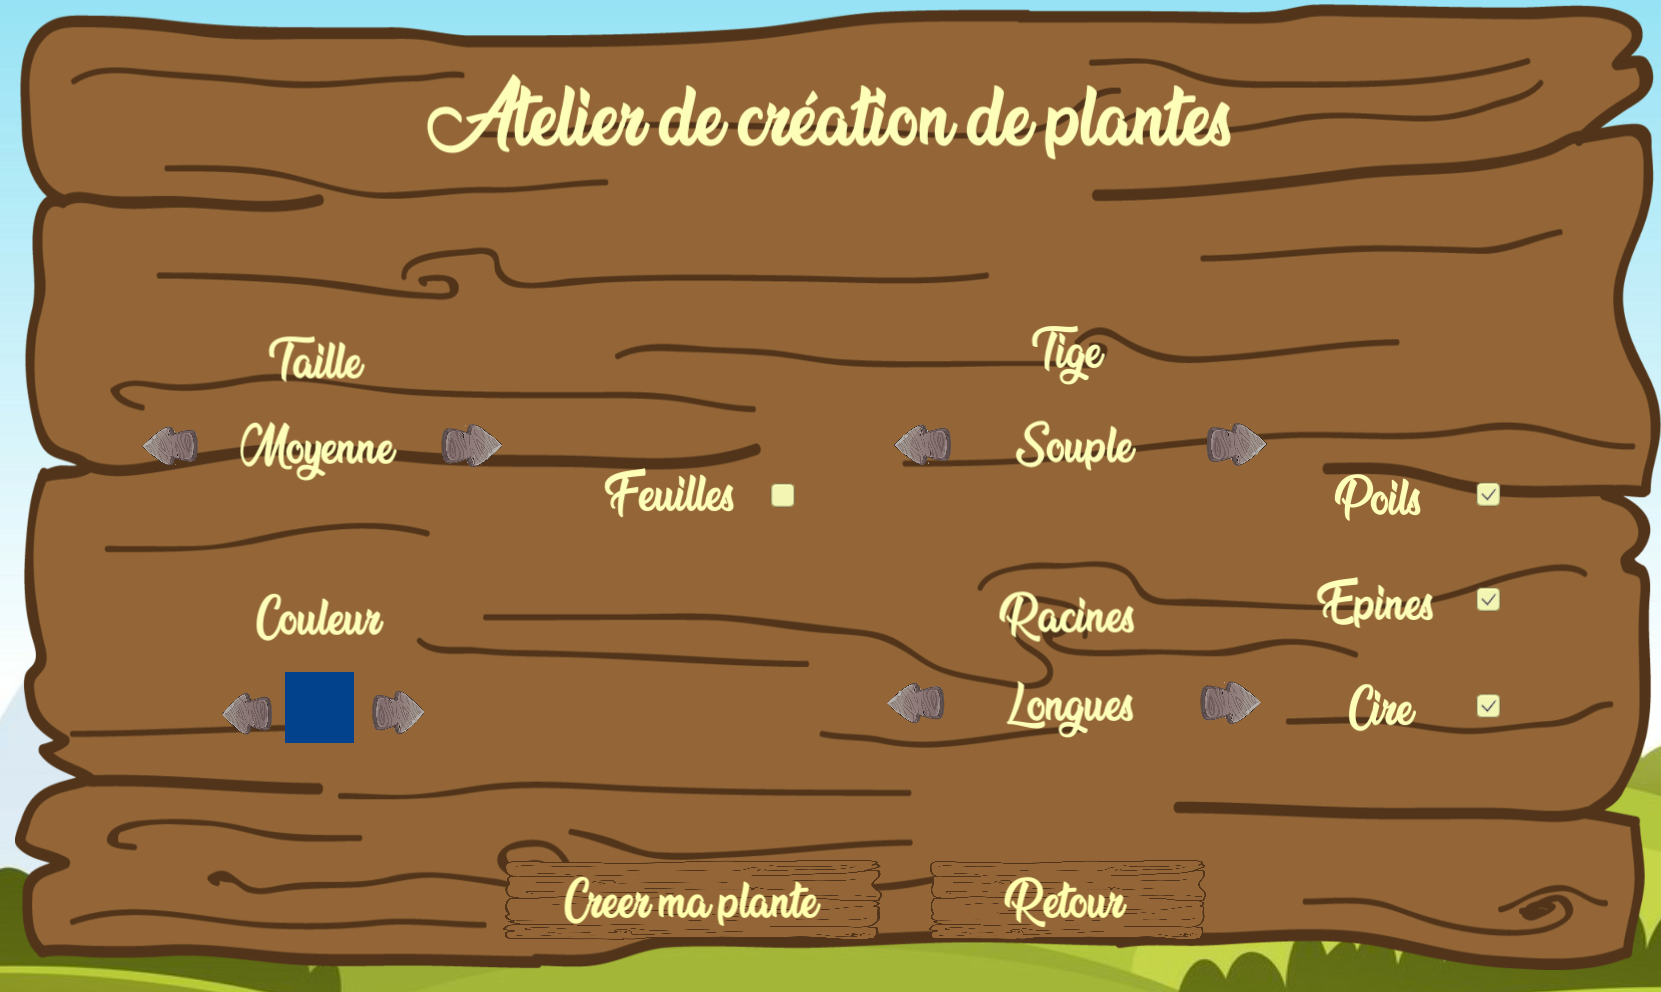 Atelier de création de plantes
Taille
Tige
Moyenne
Souple
Feuilles
Poils
Couleur
Racines
Epines
Longues
Cire
Creer ma plante
Retour